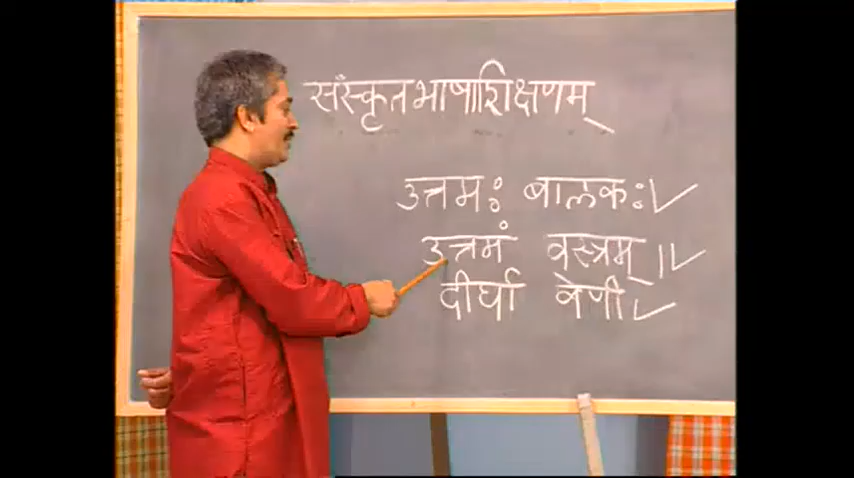 संस्कृतभाषाशिक्षणम्
उत्तमः बालकः ।
उत्तमं वस्त्रम् ।
दीर्घा वेणी